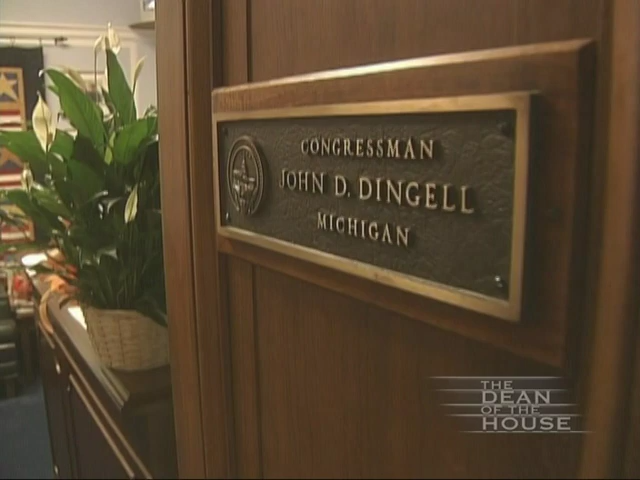 CONGRESSMAN
JOHN D. DINGELL
MICHIGAN
THE
DEAN
OF THE
HOUSE